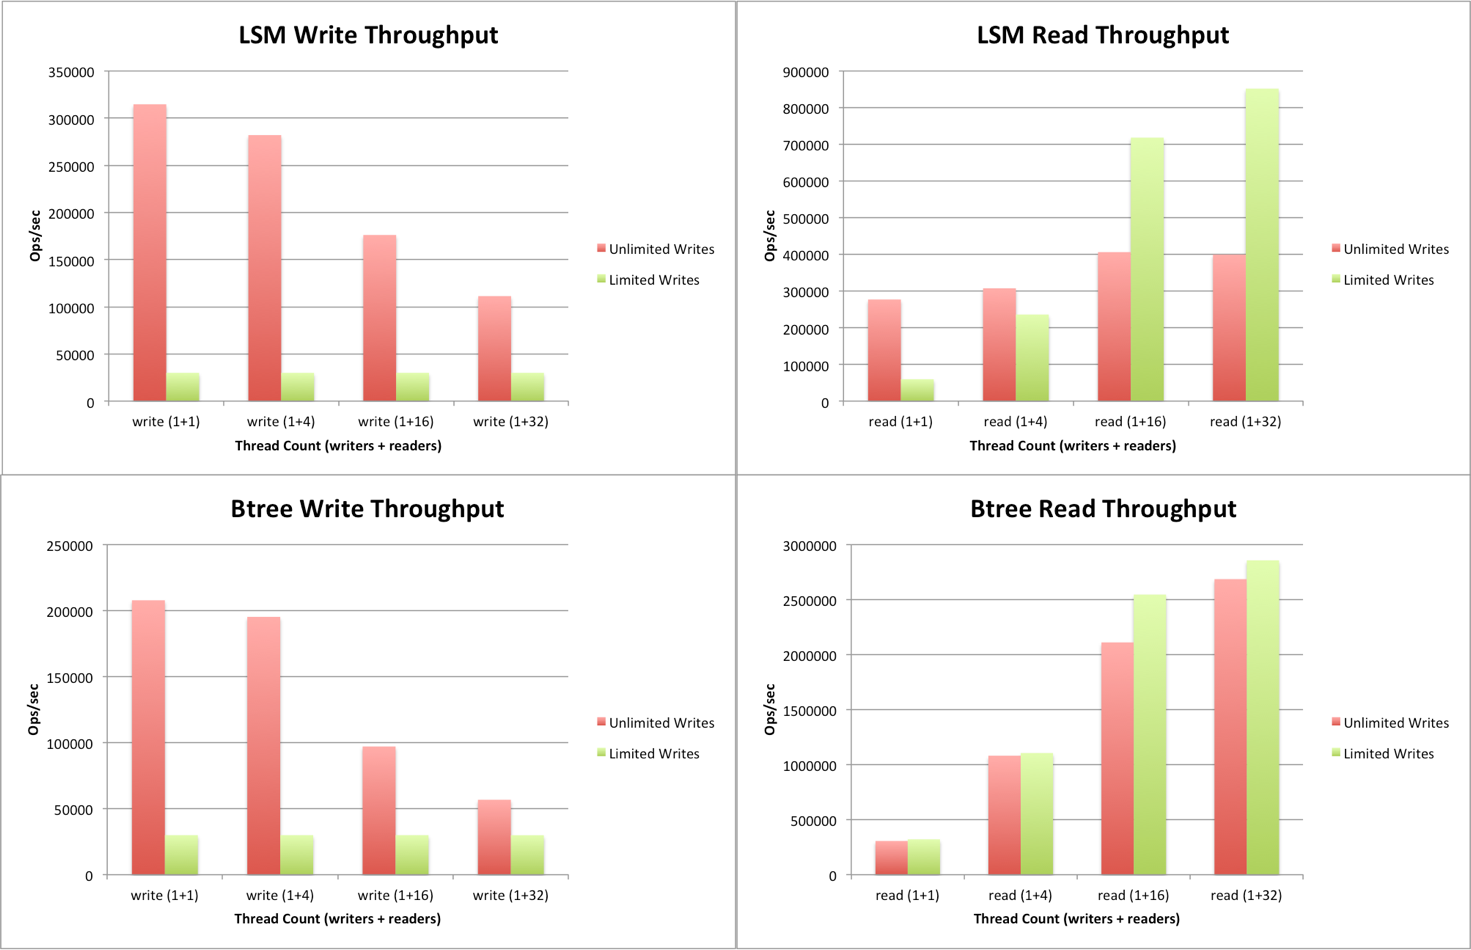 LSM Write Throughput
350000
300000
250000
200000
150000
100000
50000
0
Ops/sec
write (1+1) write (1+4) write (1+16) write (1+32)
Thread Count (writers + readers)
Unlimited Writes
Limited Writes
LSM Read Throughput
900000
800000
700000
600000
500000
400000
300000
200000
100000
0
Ops/sec
read (1+1) read (1+4) read (1+16) read (1+32)
Thread Count (writers + readers)
Unlimited Writes
Limited Writes
Btree Write Throughput
250000
200000
150000
100000
50000
0
Ops/sec
write (1+1) write (1+4) write (1+16) write (1+32)
Thread Count (writers + readers)
Unlimited Writes
Limited Writes
Btree Read Throughput
3000000
2500000
2000000
1500000
1000000
500000
0
Ops/sec
read (1+1) read (1+4) read (1+16) read (1+32)
Thread Count (writers + readers)
Unlimited Writes
Limited Writes